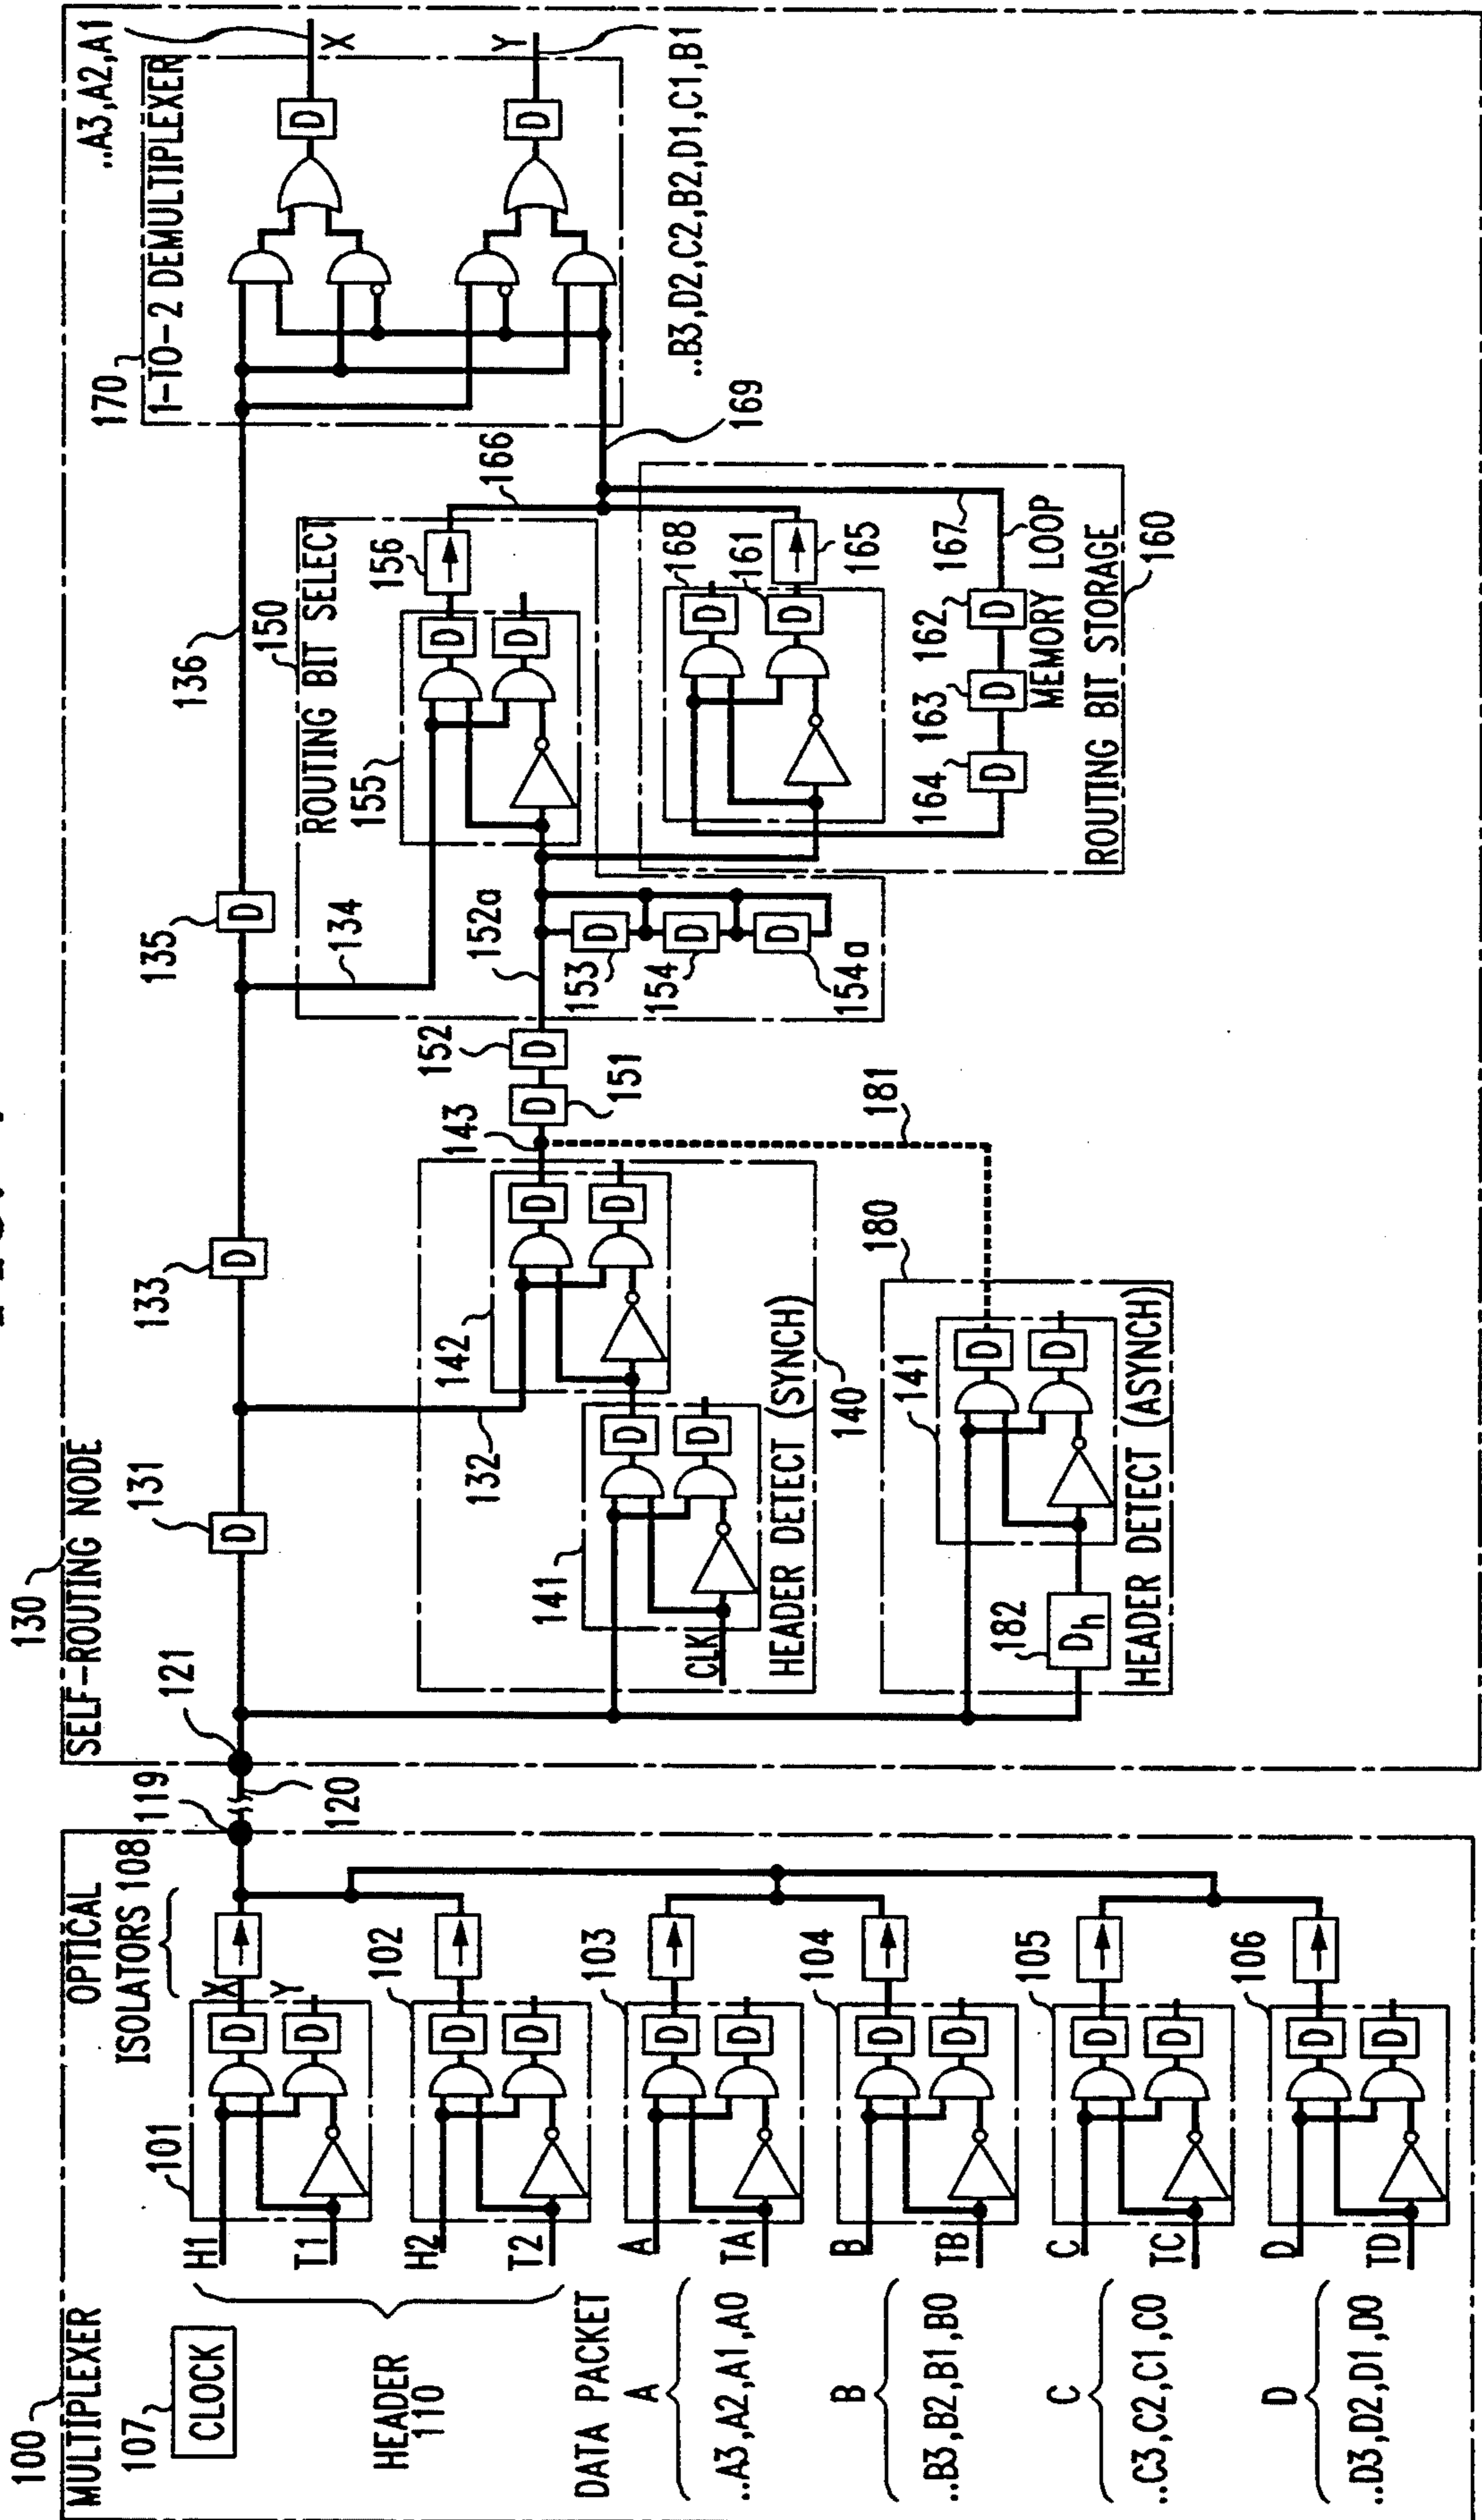 100
MULTIPLEXER
107
CLOCK
HEADER
110
H1
T1
H2
T2
101
102
X
Y
OPTICAL
ISOLATORS 108
DATA PACKET
A
..A3,A2,A1,A0
A
TA
103
B
..B3,B2,B1,B0
B
TB
104
C
..C3,C2,C1,C0
C
TC
105
D
..D3,D2,D1,D0
D
TD
106
D
D
D
D
D
D
D
D
D
D
D
D
119
120
121
130
SELF-ROUTING NODE
131
D
132
133
D
134
135
D
136
141
CLK
D
D
142
D
D
143
HEADER DETECT (SYNCH)
140
180
181
182
Dh
141
D
D
HEADER DETECT (ASYNCH)
151
D
152
D
152a
153
D
154
D
154a
D
150
ROUTING BIT SELECT
155
D
D
156
166
168
D
161
D
165
162
D
163
D
164
D
167
MEMORY LOOP
ROUTING BIT STORAGE
160
169
170
1-TO-2 DEMULTIPLEXER
D
D
X
Y
..A3,A2,A1
..B3,D2,C2,B2,D1,C1,B1